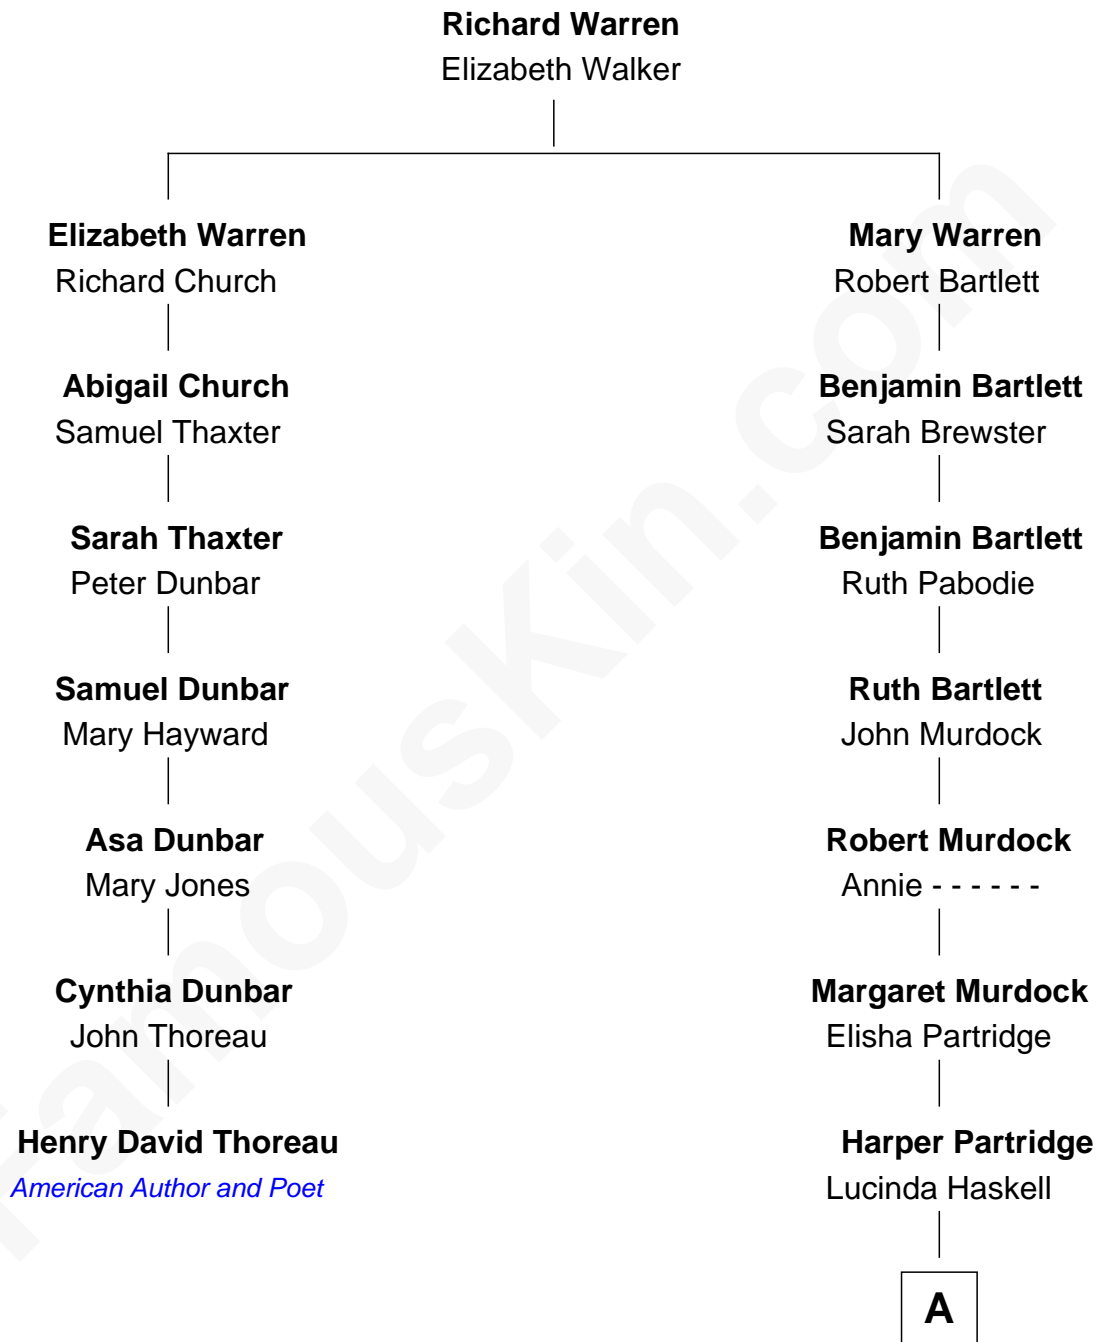 Richard Warren
Elizabeth Walker
Elizabeth Warren
Richard Church
Abigail Church
Samuel Thaxter
Sarah Thaxter
Peter Dunbar
Samuel Dunbar
Mary Hayward
Asa Dunbar
Mary Jones
Cynthia Dunbar
John Thoreau
Henry David Thoreau
American Author and Poet
Mary Warren
Robert Bartlett
Benjamin Bartlett
Sarah Brewster
Benjamin Bartlett
Ruth Pabodie
Ruth Bartlett
John Murdock
Robert Murdock
Annie - - - - - -
Margaret Murdock
Elisha Partridge
Harper Partridge
Lucinda Haskell
A
FamousKin.com